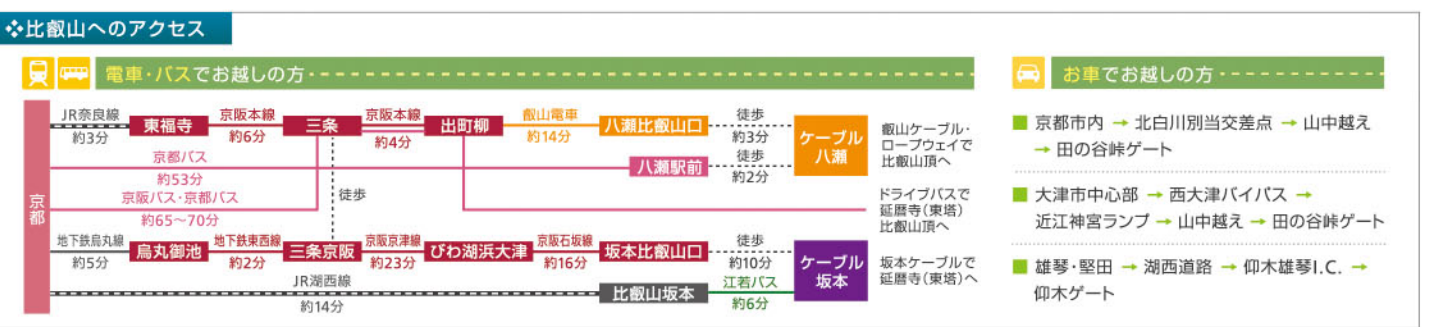 ❖比叡山へのアクセス
電車・バスでお越しの方
京都
JR奈良線
約3分
東福寺
京阪本線
約6分
三条
京阪本線
約4分
出町柳
叡山電車
約14分
八瀬比叡山口
徒歩
約3分
ケーブル
八瀬
叡山ケーブル・
ロープウェイで
比叡山頂へ
京都バス
約53分
八瀬駅前
徒歩
約2分
京阪バス・京都バス
約65〜70分
徒歩
ドライブバスで
延暦寺(東塔)
比叡山頂へ
地下鉄烏丸線
約5分
烏丸御池
地下鉄東西線
約2分
三条京阪
京阪京津線
約23分
びわ湖浜大津
京阪石坂線
約16分
坂本比叡山口
徒歩
約10分
ケーブル
坂本
坂本ケーブルで
延暦寺(東塔)へ
JR湖西線
約14分
比叡山坂本
江若バス
約6分
お車でお越しの方
■ 京都市内 → 北白川別当交差点 → 山中越え
→ 田の谷峠ゲート
■ 大津市中心部 → 西大津バイパス →
近江神宮ランプ → 山中越え → 田の谷峠ゲート
■ 雄琴・堅田 → 湖西道路 → 仰木雄琴I.C. →
仰木ゲート